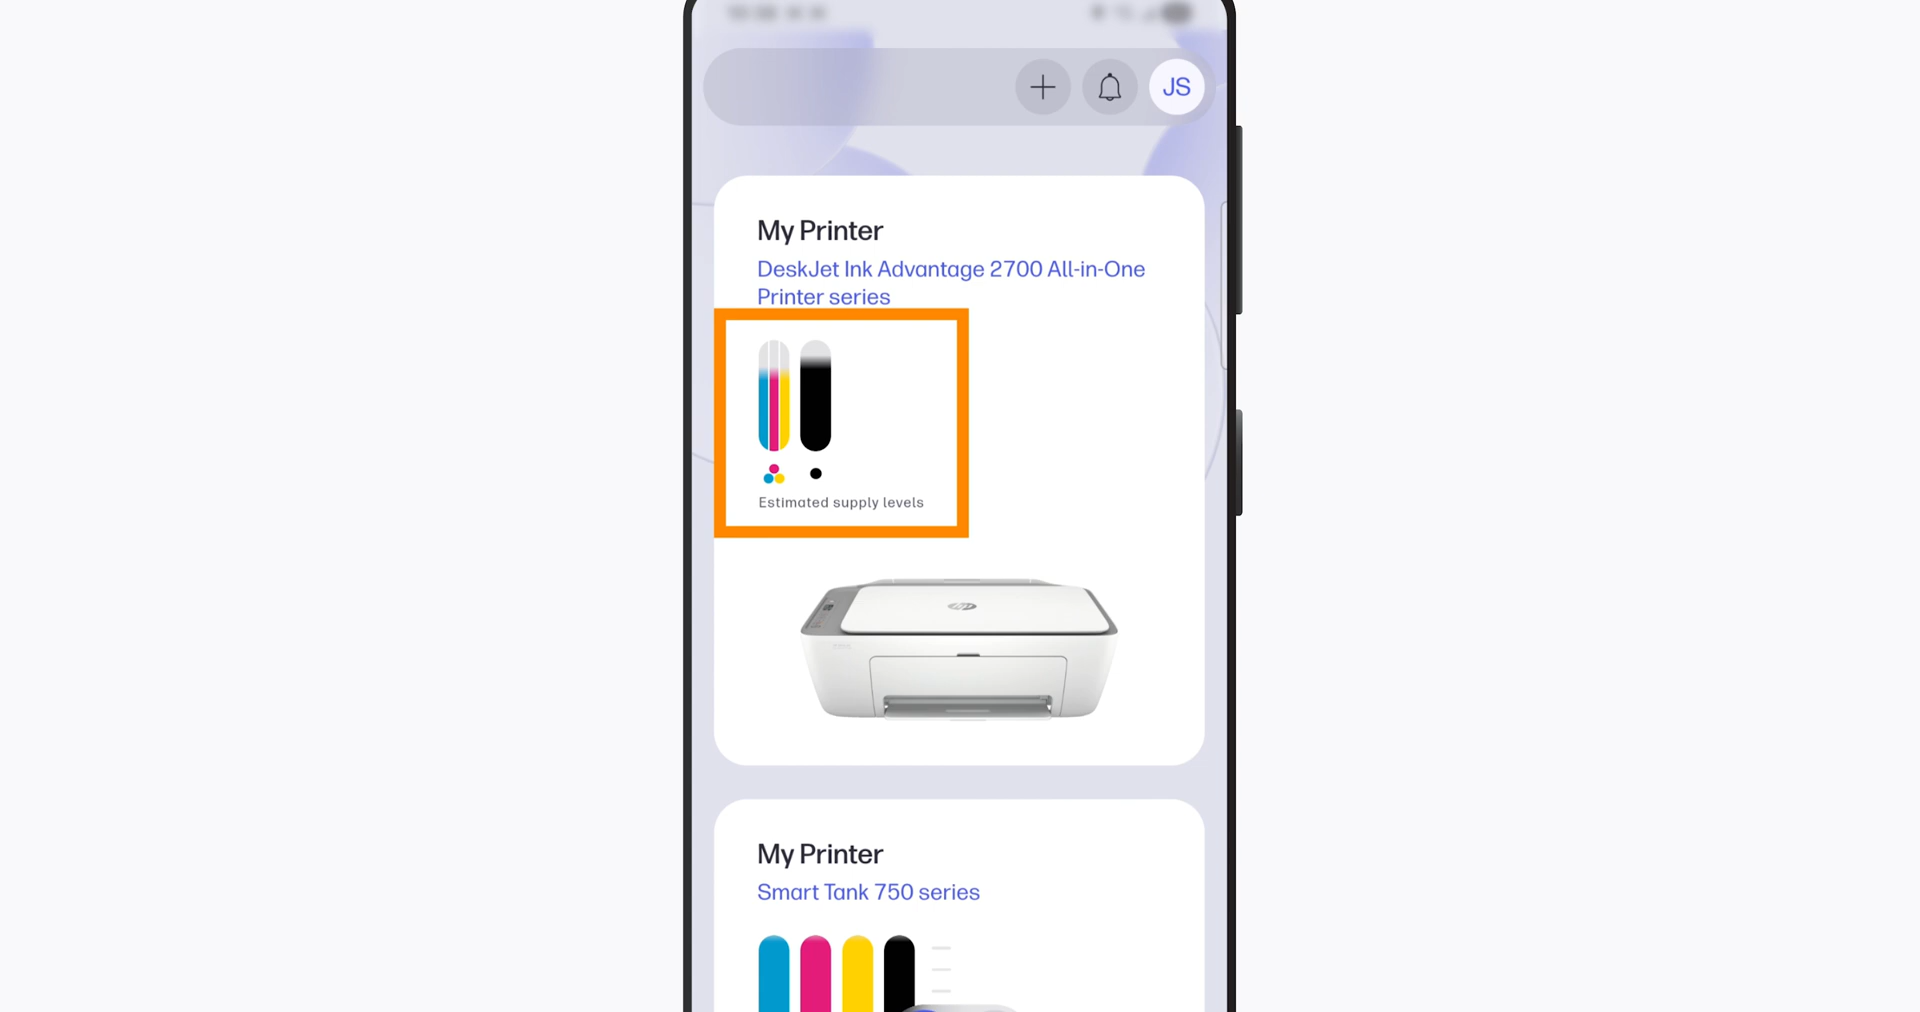 JS
My Printer
DeskJet Ink Advantage 2700 All-in-One
Printer series
Estimated supply levels
hp
My Printer
Smart Tank 750 series